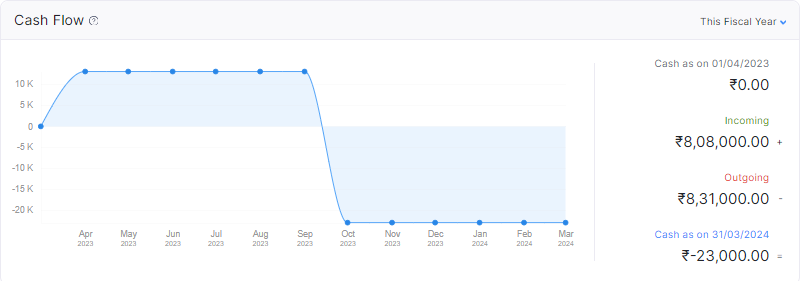 Cash Flow ?
This Fiscal Year
10 K
5 K
0
-5 K
-10 K
-15 K
-20 K
Apr May Jun Jul Aug Sep Oct Nov Dec Jan Feb Mar
2023 2023 2023 2023 2023 2023 2023 2023 2023 2024 2024 2024
Cash as on 01/04/2023
₹0.00
Incoming
₹8,08,000.00 +
Outgoing
₹8,31,000.00 -
Cash as on 31/03/2024
₹-23,000.00 =